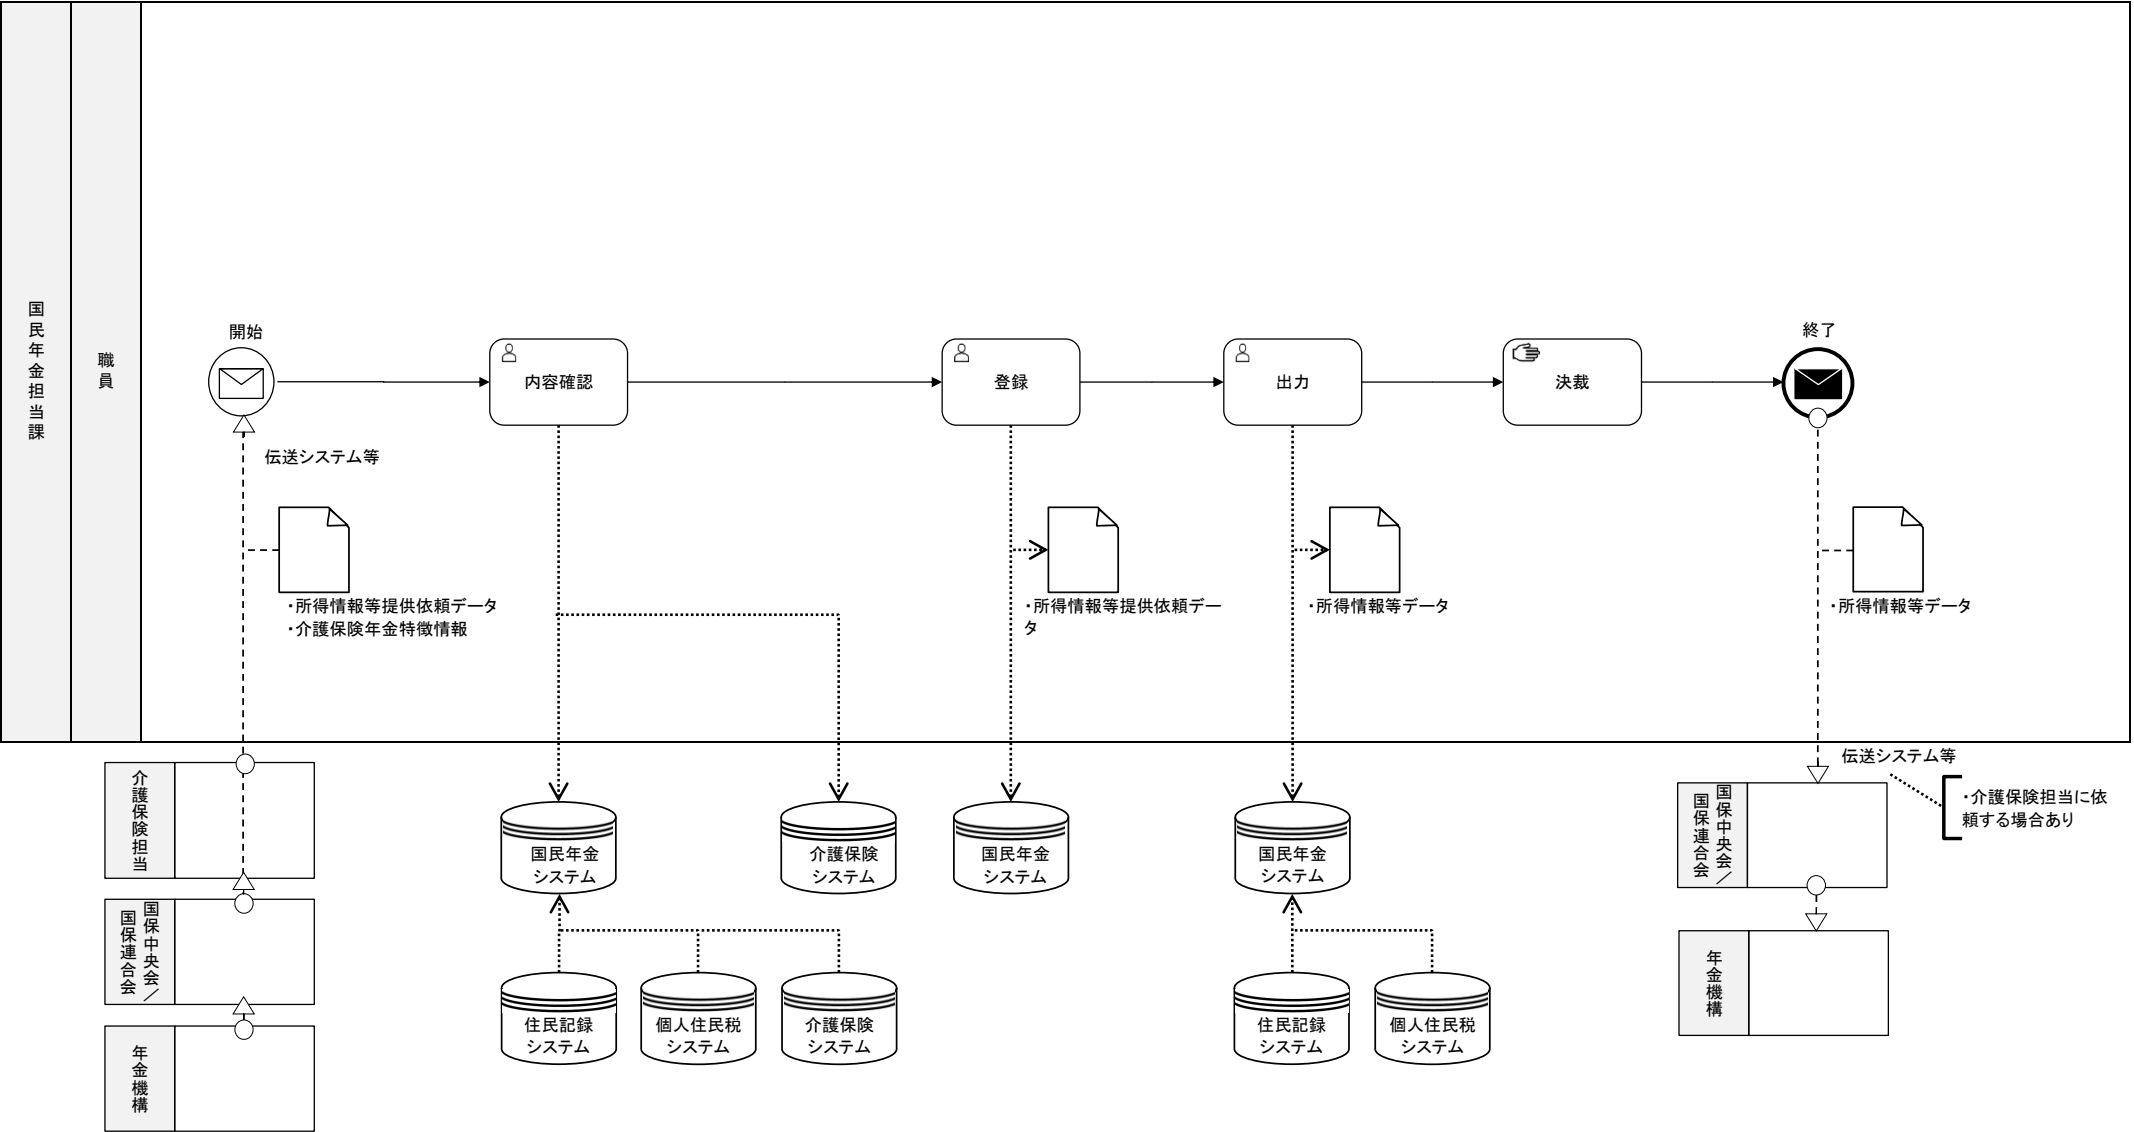 国民年金担当課
職員
開始
内容確認
登録
出力
決裁
終了
伝送システム等
・所得情報等提供依頼データ
・介護保険年金特徴情報
・所得情報等提供依頼デー
タ
・所得情報等データ
・所得情報等データ
伝送システム等
・介護保険担当に依
頼する場合あり
介護保険担当
国保中央会／
国保連合会
年金機構
国民年金
システム
介護保険
システム
国民年金
システム
国民年金
システム
住民記録
システム
個人住民税
システム
介護保険
システム
住民記録
システム
個人住民税
システム
国保中央会／
国保連合会
年金機構